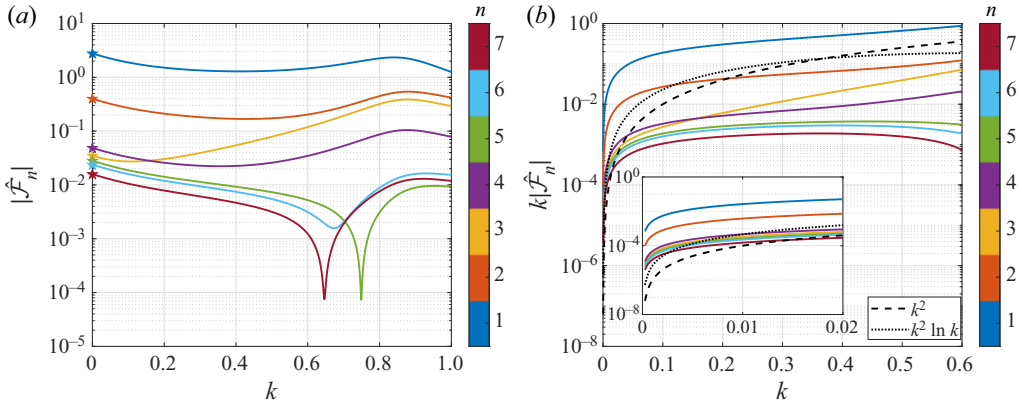 (a)
10^1
10^0
10^{-1}
10^{-2}
10^{-3}
10^{-4}
10^{-5}
|\hat{\mathcal{F}}_n|
0 0.2 0.4 0.6 0.8 1.0
k
n
7
6
5
4
3
2
1
(b)
10^0
10^{-2}
10^{-4}
10^{-6}
10^{-8}
k|\hat{\mathcal{F}}_n|
0 0.1 0.2 0.3 0.4 0.5 0.6
k
10^0
10^{-4}
10^{-8}
0 0.01 0.02
k^2
k^2 ln k
n
7
6
5
4
3
2
1